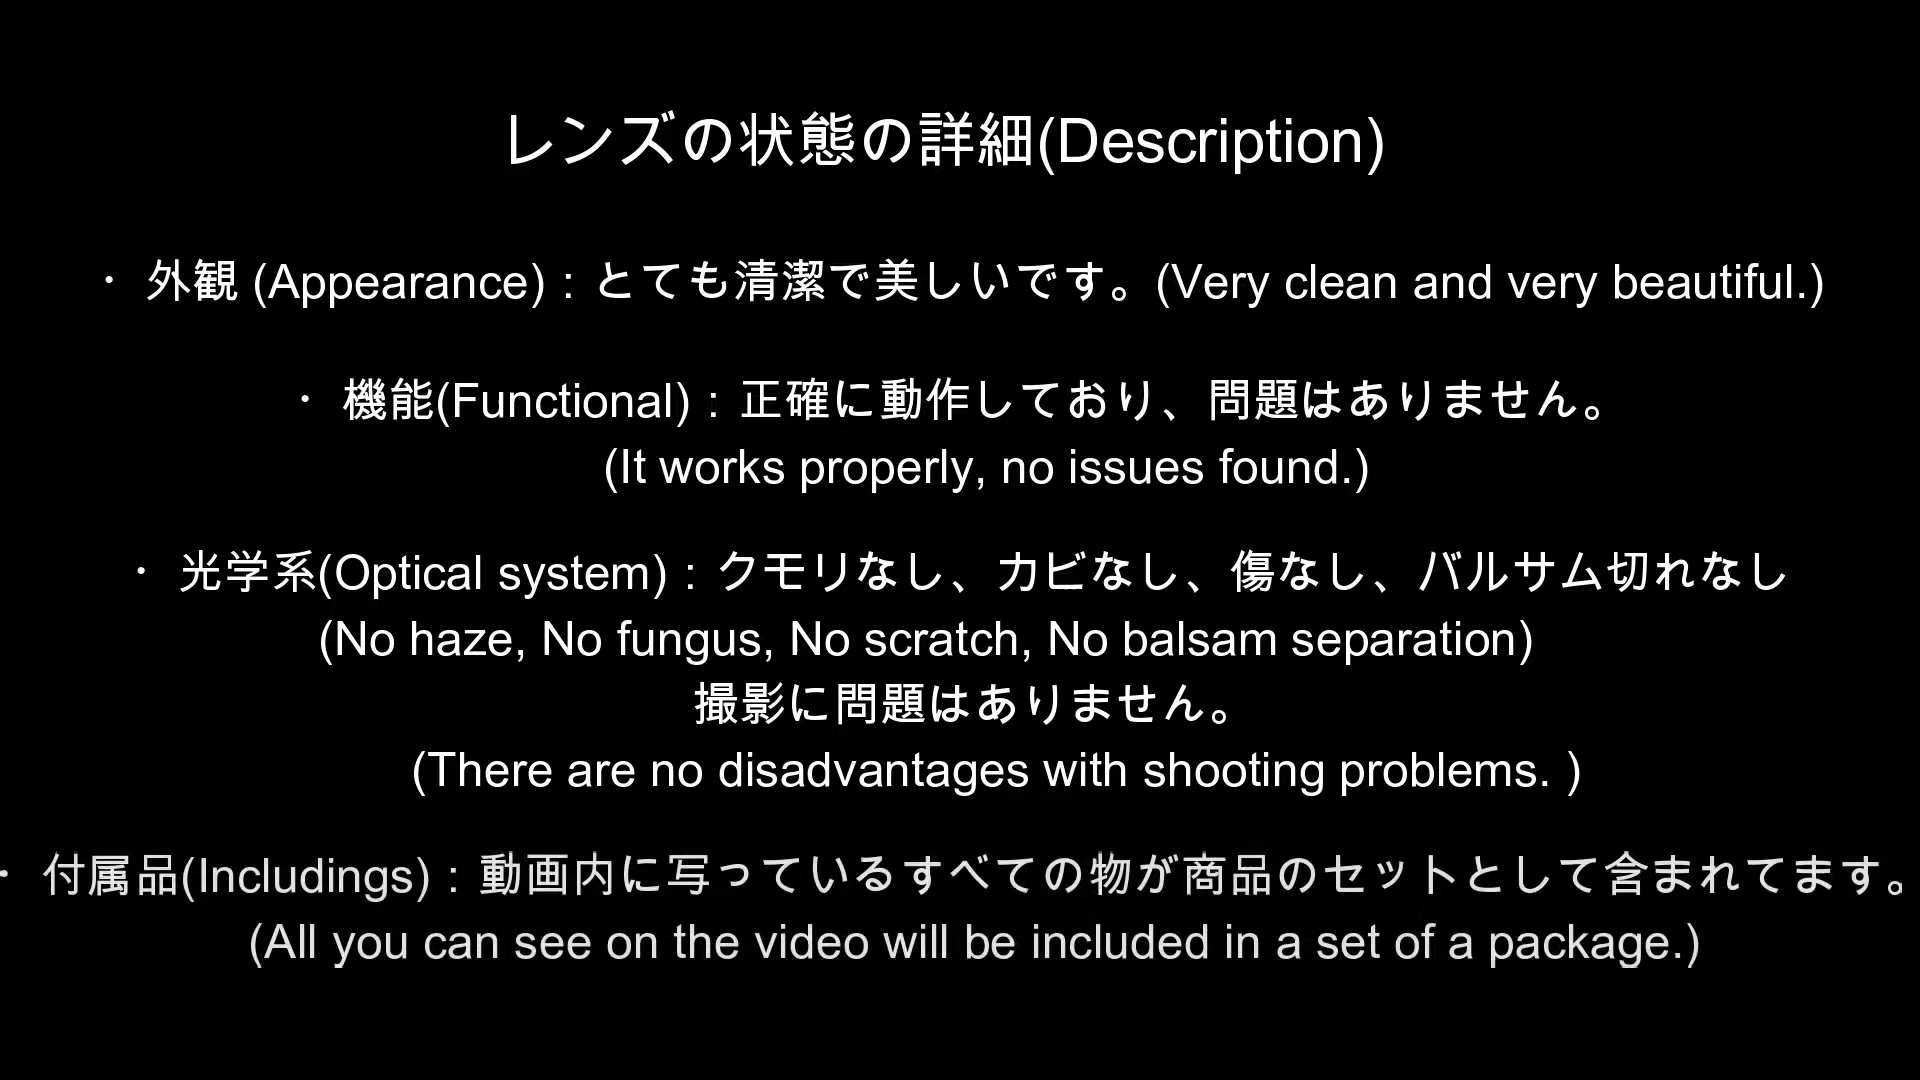 レンズの状態の詳細(Description)
・ 外観 (Appearance) : とても清潔で美しいです。(Very clean and very beautiful.)
・ 機能(Functional) : 正確に動作しており、問題はありません。
(It works properly, no issues found.)
・ 光学系(Optical system) : クモリなし、カビなし、傷なし、バルサム切れなし
(No haze, No fungus, No scratch, No balsam separation)
撮影に問題はありません。
(There are no disadvantages with shooting problems. )
・ 付属品(Includings) : 動画内に写っているすべての物が商品のセットとして含まれてます。
(All you can see on the video will be included in a set of a package.)